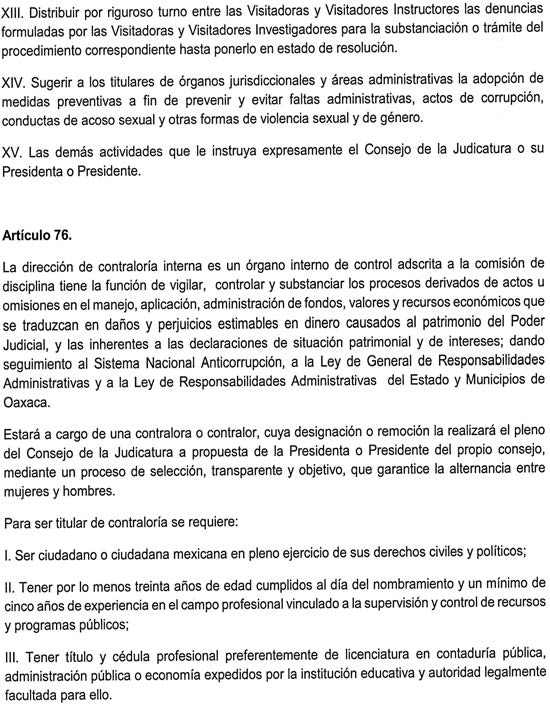 XIII. Distribuir por riguroso turno entre las Visitadoras y Visitadores Instructores las denuncias
formuladas por las Visitadoras y Visitadores Investigadores para la substanciación o trámite del
procedimiento correspondiente hasta ponerlo en estado de resolución.
XIV. Sugerir a los titulares de órganos jurisdiccionales y áreas administrativas la adopción de
medidas preventivas a fin de prevenir y evitar faltas administrativas, actos de corrupción,
conductas de acoso sexual y otras formas de violencia sexual y de género.
XV. Las demás actividades que le instruya expresamente el Consejo de la Judicatura o su
Presidenta o Presidente.
Artículo 76.
La dirección de contraloría interna es un órgano interno de control adscrita a la comisión de
disciplina tiene la función de vigilar, controlar y substanciar los procesos derivados de actos u
omisiones en el manejo, aplicación, administración de fondos, valores y recursos económicos que
se traduzcan en daños y perjuicios estimables en dinero causados al patrimonio del Poder
Judicial, y las inherentes a las declaraciones de situación patrimonial y de intereses; dando
seguimiento al Sistema Nacional Anticorrupción, a la Ley de General de Responsabilidades
Administrativas y a la Ley de Responsabilidades Administrativas del Estado y Municipios de
Oaxaca.
Estará a cargo de una contralora o contralor, cuya designación o remoción la realizará el pleno
del Consejo de la Judicatura a propuesta de la Presidenta o Presidente del propio consejo,
mediante un proceso de selección, transparente y objetivo, que garantice la alternancia entre
mujeres y hombres.
Para ser titular de contraloría se requiere:
I. Ser ciudadano o ciudadana mexicana en pleno ejercicio de sus derechos civiles y políticos;
II. Tener por lo menos treinta años de edad cumplidos al día del nombramiento y un mínimo de
cinco años de experiencia en el campo profesional vinculado a la supervisión y control de recursos
y programas públicos;
III. Tener título y cédula profesional preferentemente de licenciatura en contaduría pública,
administración pública o economía expedidos por la institución educativa y autoridad legalmente
facultada para ello.